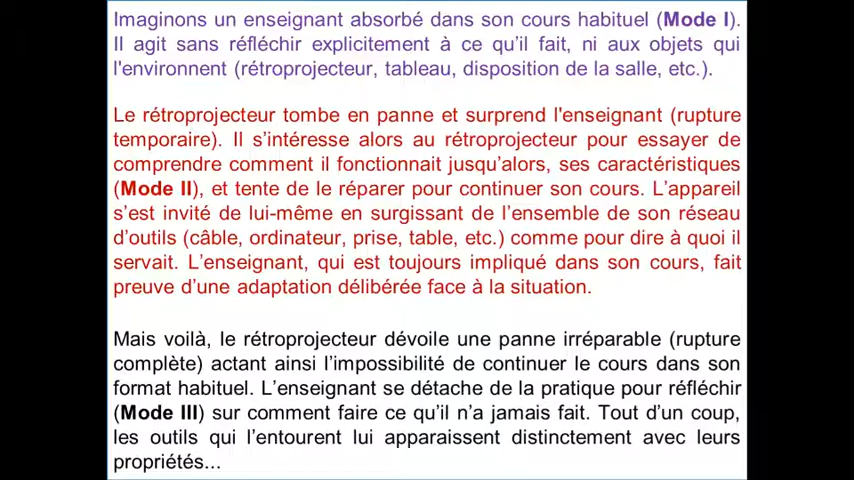 Imaginons un enseignant absorbé dans son cours habituel (Mode I).
Il agit sans réfléchir explicitement à ce qu'il fait, ni aux objets qui
l'environnent (rétroprojecteur, tableau, disposition de la salle, etc.).
Le rétroprojecteur tombe en panne et surprend l'enseignant (rupture
temporaire). Il s'intéresse alors au rétroprojecteur pour essayer de
comprendre comment il fonctionnait jusqu'alors, ses caractéristiques
(Mode II), et tente de le réparer pour continuer son cours. L'appareil
s'est invité de lui-même en surgissant de l'ensemble de son réseau
d'outils (câble, ordinateur, prise, table, etc.) comme pour dire à quoi il
servait. L'enseignant, qui est toujours impliqué dans son cours, fait
preuve d'une adaptation délibérée face à la situation.
Mais voilà, le rétroprojecteur dévoile une panne irréparable (rupture
complète) actant ainsi l'impossibilité de continuer le cours dans son
format habituel. L'enseignant se détache de la pratique pour réfléchir
(Mode III) sur comment faire ce qu'il n'a jamais fait. Tout d'un coup,
les outils qui l'entourent lui apparaissent distinctement avec leurs
propriétés...